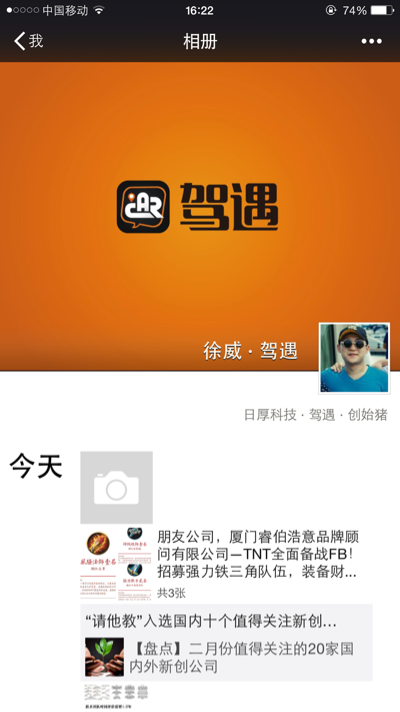 中国移动
16:22
74%
我
相册
CAR
驾遇
徐威 · 驾遇
日厚科技 · 驾遇 · 创始猪
今天
朋友公司，厦门睿伯浩意品牌顾
问有限公司—TNT全面备战FB！
招募强力铁三角队伍，装备财...
共3张
“请他教”入选国内十个值得关注新创...
【盘点】二月份值得关注的20家国
内外新创公司